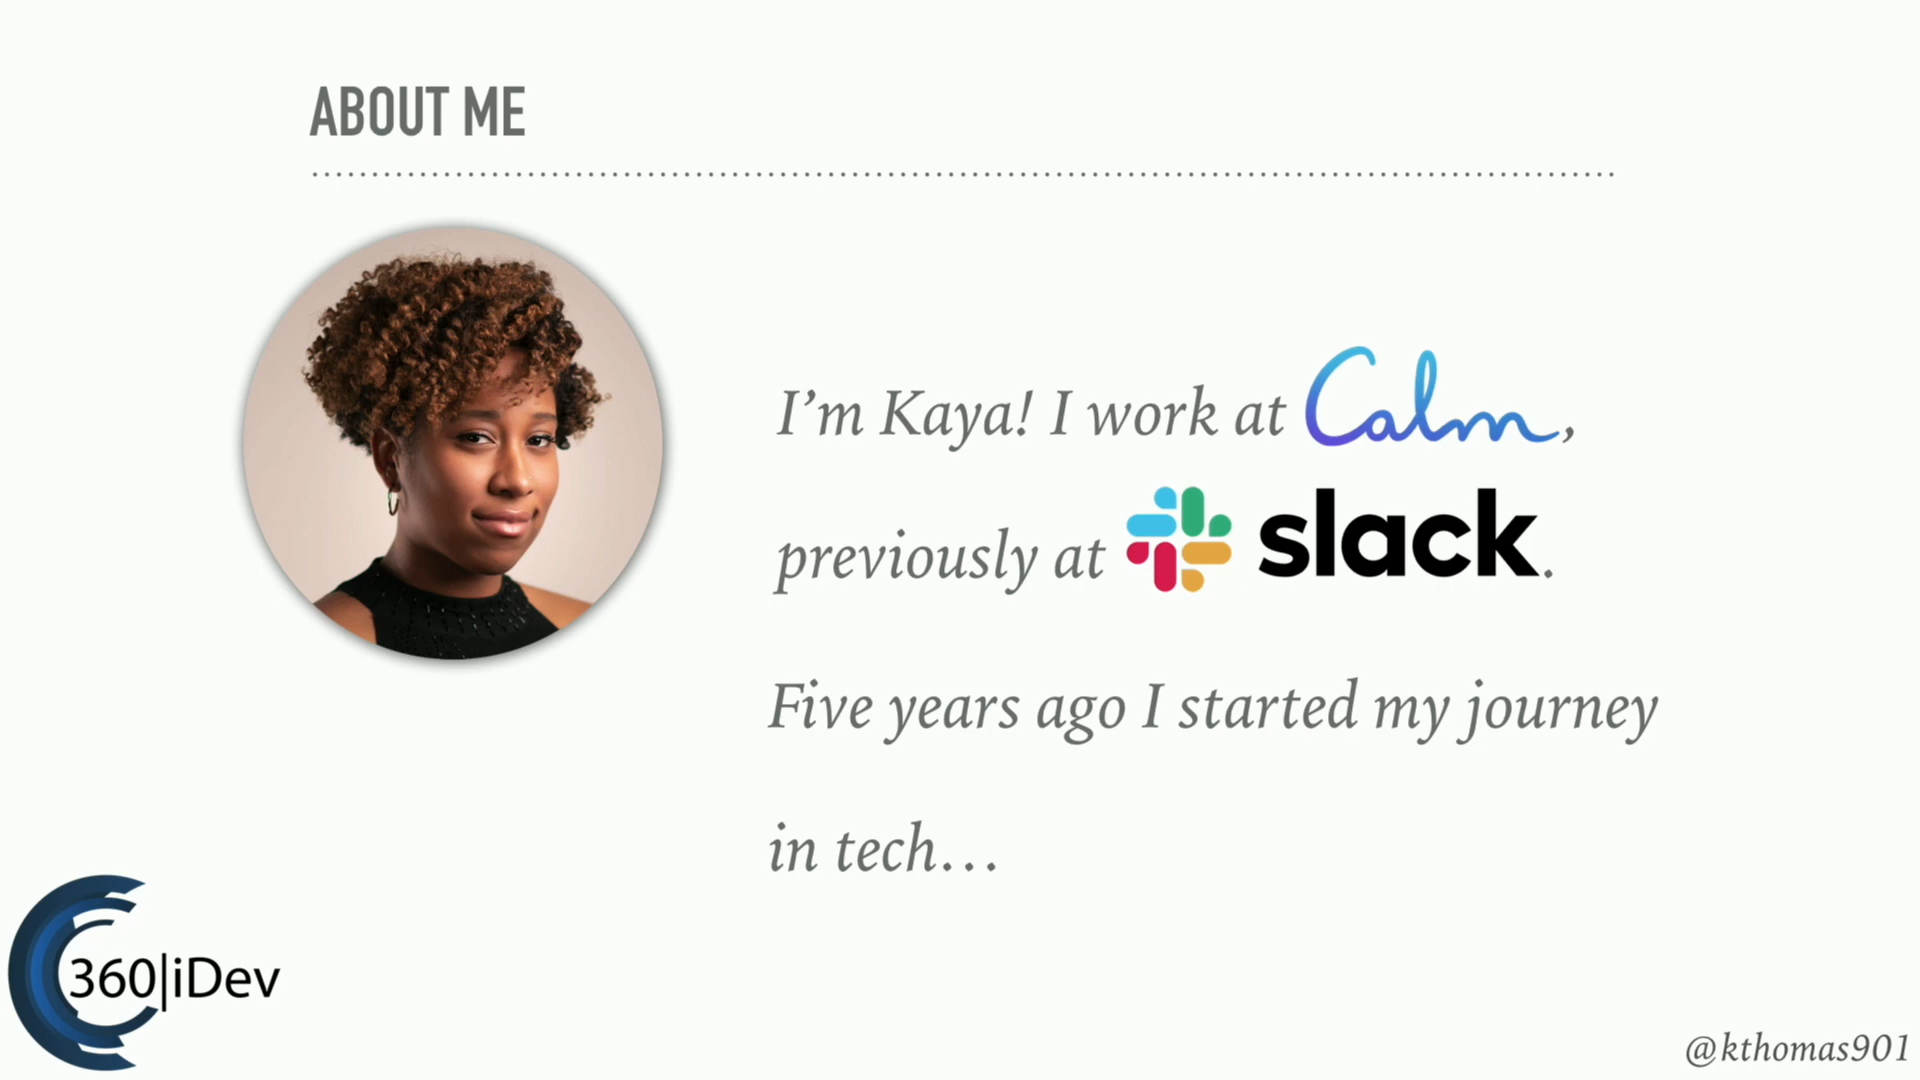 ABOUT ME
I’m Kaya! I work at Calm,
previously at slack.
Five years ago I started my journey
in tech…
360|iDev
@kthomas901